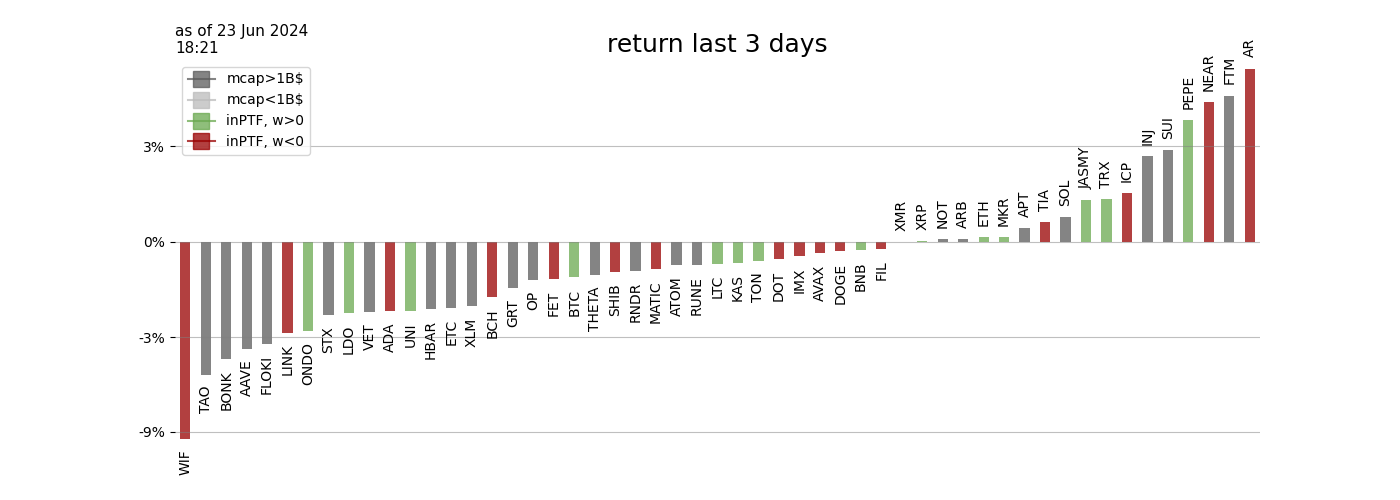 as of 23 Jun 2024
18:21
return last 3 days
mcap>1B$
mcap<1B$
inPTF, w>0
inPTF, w<0
3%
0%
-3%
-9%
WIF
TAO
BONK
AAVE
FLOKI
LINK
ONDO
STX
LDO
VET
ADA
UNI
HBAR
ETC
XLM
BCH
GRT
OP
FET
BTC
THETA
SHIB
RNDR
MATIC
ATOM
RUNE
LTC
KAS
TON
DOT
IMX
AVAX
DOGE
BNB
FIL
XMR
XRP
NOT
ARB
ETH
MKR
APT
TIA
SOL
JASMY
TRX
ICP
INJ
SUI
PEPE
NEAR
FTM
AR